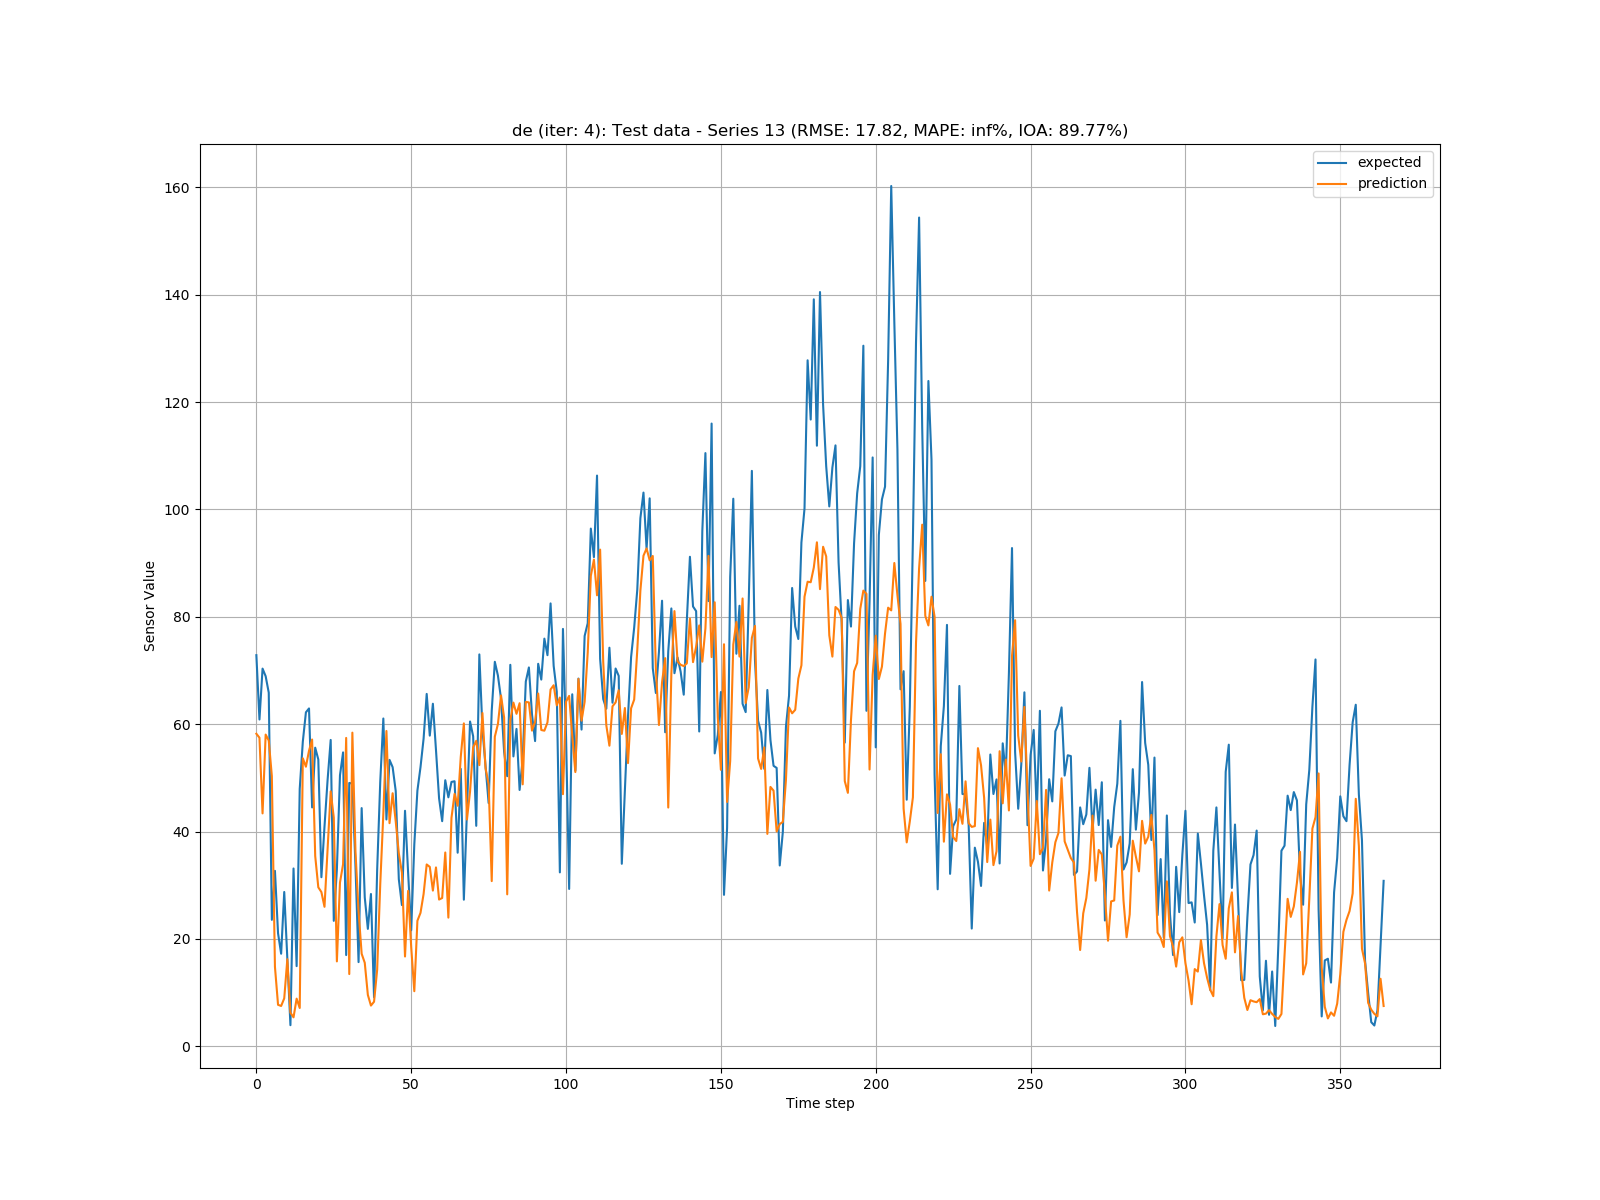 de (iter: 4): Test data - Series 13 (RMSE: 17.82, MAPE: inf%, IOA: 89.77%)
expected
prediction
160
140
120
100
80
60
40
20
0
Sensor Value
0 50 100 150 200 250 300 350
Time step